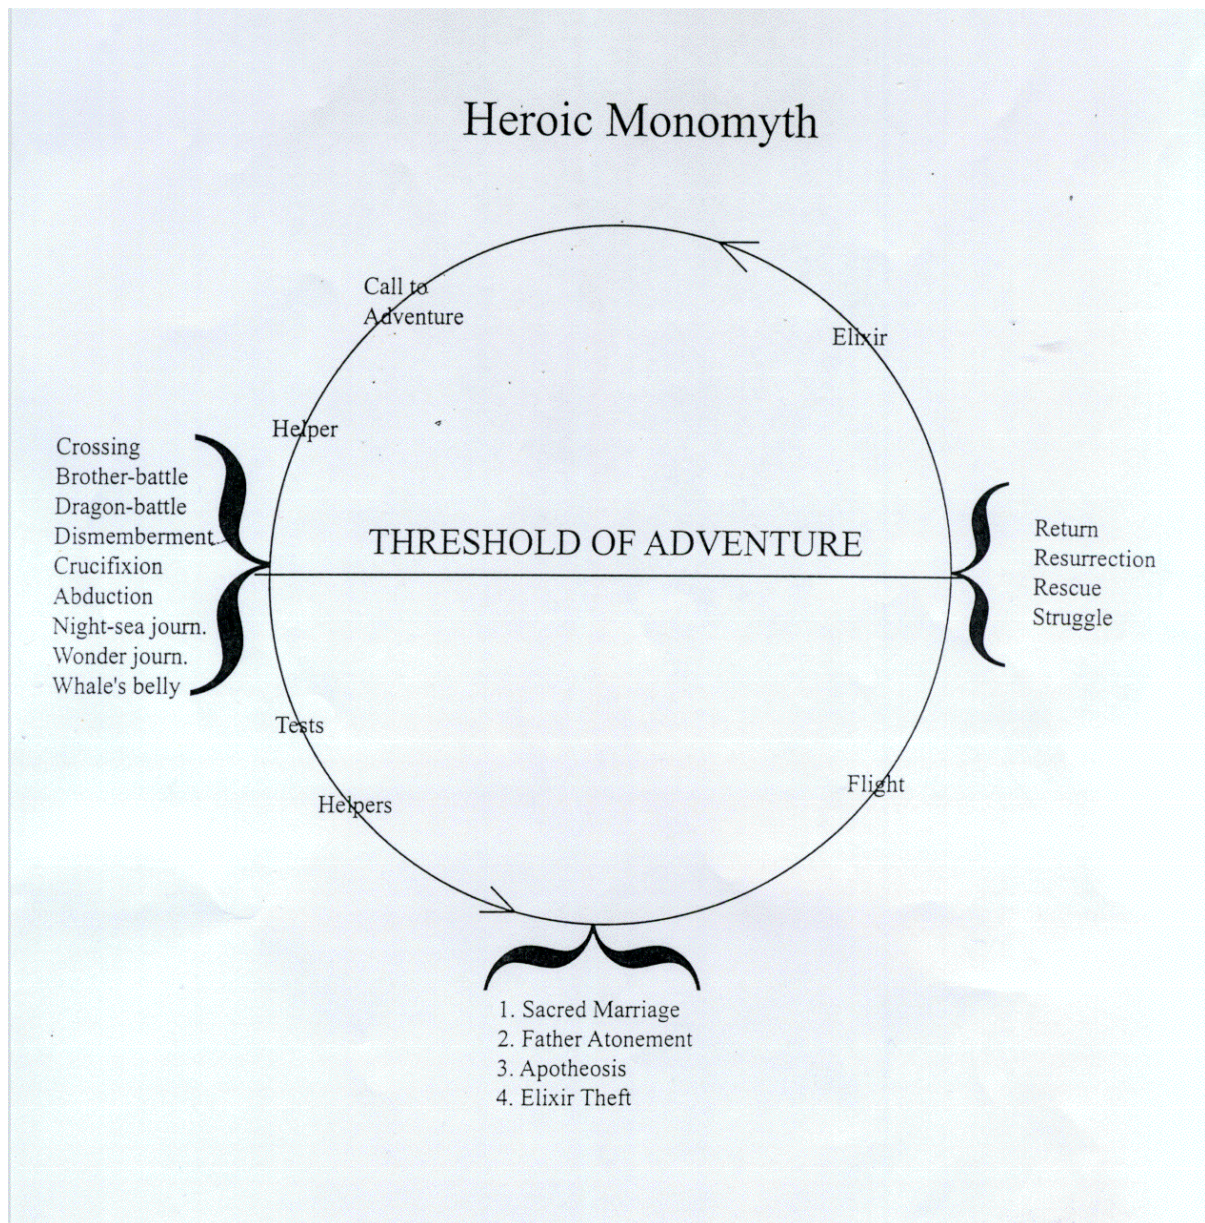 Heroic Monomyth
Call to
Adventure
Elixir
Helper
Crossing
Brother-battle
Dragon-battle
Dismemberment
Crucifixion
Abduction
Night-sea journ.
Wonder journ.
Whale's belly
THRESHOLD OF ADVENTURE
Return
Resurrection
Rescue
Struggle
Tests
Helpers
Flight
1. Sacred Marriage
2. Father Atonement
3. Apotheosis
4. Elixir Theft